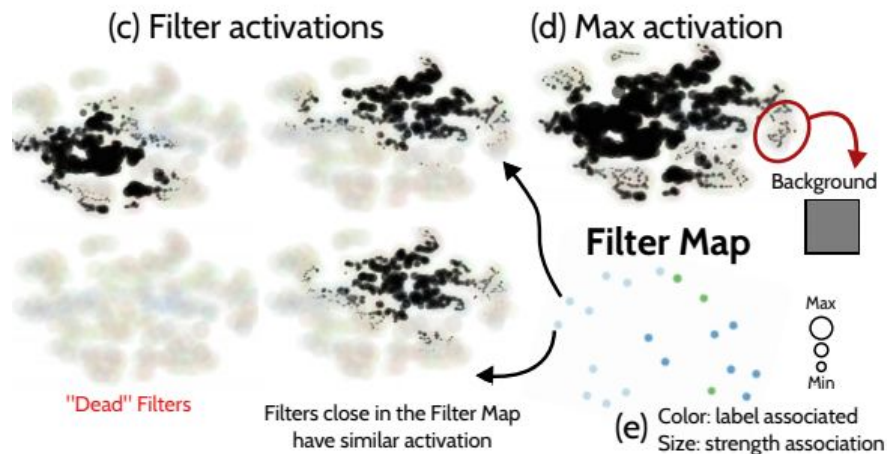 (c) Filter activations
(d) Max activation
Background
Filter Map
Max
Min
"Dead" Filters
Filters close in the Filter Map
have similar activation
(e) Color: label associated
Size: strength association